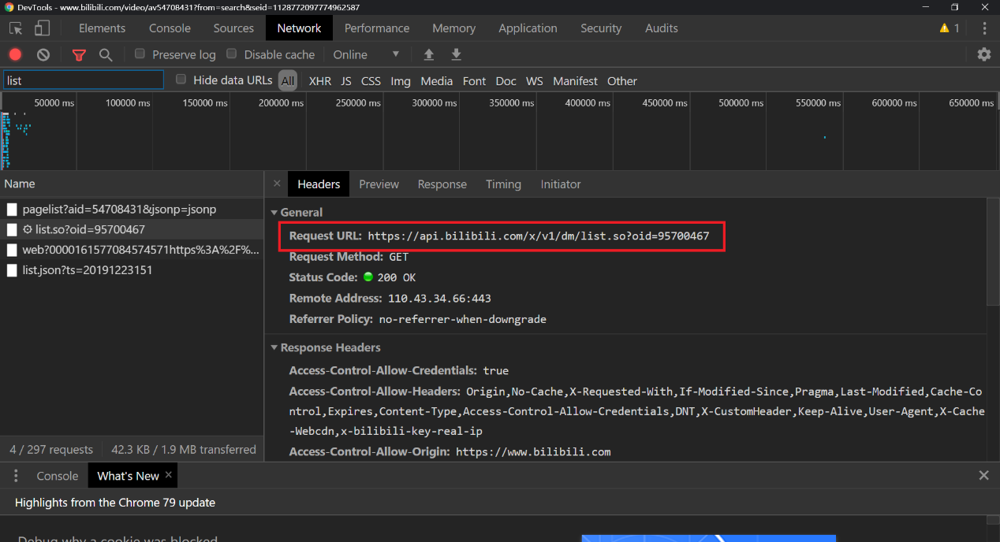 DevTools - www.bilibili.com/video/av54708431?from=search&seid=1128772097774962587
Elements Console Sources Network Performance Memory Application Security Audits 1
Preserve log Disable cache Online
list Hide data URLs All XHR JS CSS Img Media Font Doc WS Manifest Other
50000 ms 100000 ms 150000 ms 200000 ms 250000 ms 300000 ms 350000 ms 400000 ms 450000 ms 500000 ms 550000 ms 600000 ms 650000 ms
Name
× Headers Preview Response Timing Initiator
pagelist?aid=54708431&jsonp=jsonp
list.so?oid=95700467
web?0000161577084574571https%3A%2F%...
list.json?ts=20191223151
General
Request URL: https://api.bilibili.com/x/v1/dm/list.so?oid=95700467
Request Method: GET
Status Code: 200 OK
Remote Address: 110.43.34.66:443
Referrer Policy: no-referrer-when-downgrade
Response Headers
Access-Control-Allow-Credentials: true
Access-Control-Allow-Headers: Origin,No-Cache,X-Requested-With,If-Modified-Since,Pragma,Last-Modified,Cache-Co
ntrol,Expires,Content-Type,Access-Control-Allow-Credentials,DNT,X-CustomHeader,Keep-Alive,User-Agent,X-Cache
-Webcdn,x-bilibili-key-real-ip
Access-Control-Allow-Origin: https://www.bilibili.com
4 / 297 requests 42.3 KB / 1.9 MB transferred
Console What's New ×
Highlights from the Chrome 79 update
Debug why a cookie was blocked